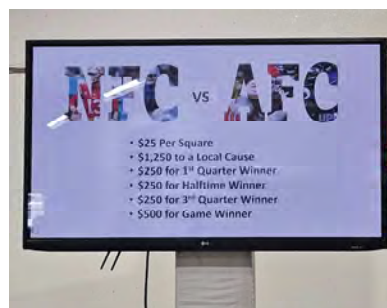 NFC VS AFC
• $25 Per Square
• $1,250 to a Local Cause
• $250 for 1st Quarter Winner
• $250 for Halftime Winner
• $250 for 3rd Quarter Winner
• $500 for Game Winner
LG